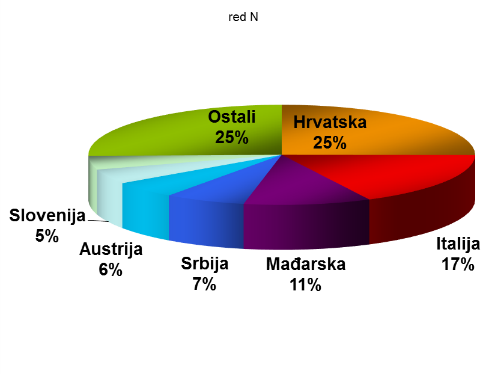 red N
Ostali
25%
Hrvatska
25%
Slovenija
5%
Austrija
6%
Srbija
7%
Mađarska
11%
Italija
17%